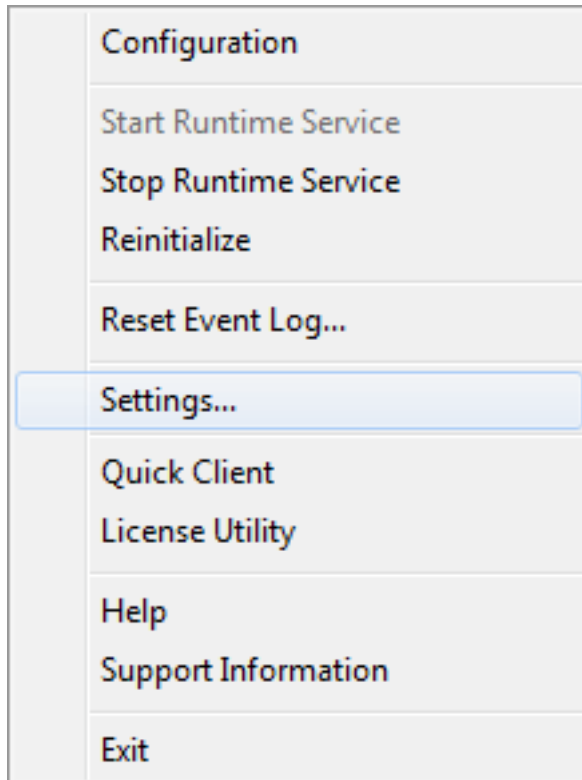 Configuration
Start Runtime Service
Stop Runtime Service
Reinitialize
Reset Event Log...
Settings...
Quick Client
License Utility
Help
Support Information
Exit